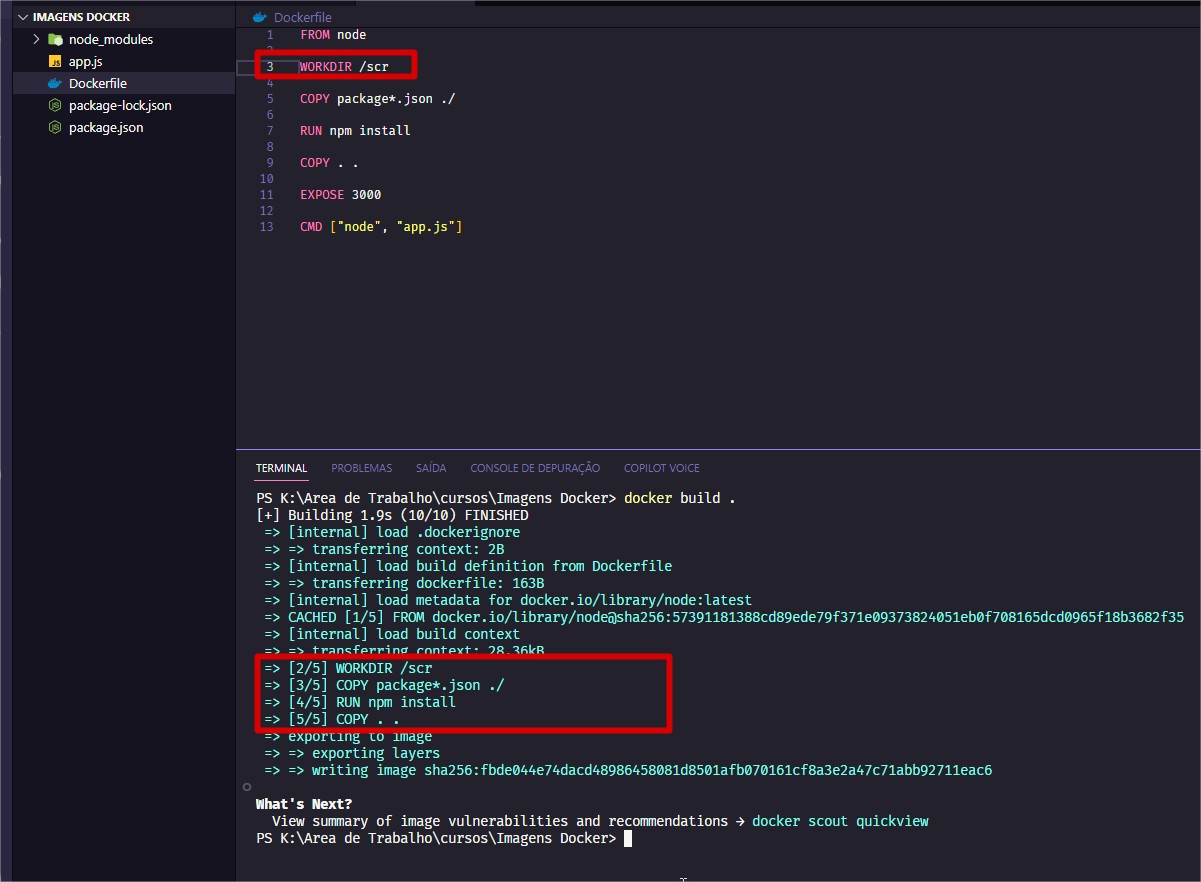 IMAGENS DOCKER
node_modules
JS app.js
Dockerfile
package-lock.json
package.json
Dockerfile
1 FROM node
2
3 WORKDIR /scr
4
5 COPY package*.json ./
6
7 RUN npm install
8
9 COPY . .
10
11 EXPOSE 3000
12
13 CMD ["node", "app.js"]
TERMINAL PROBLEMAS SAÍDA CONSOLE DE DEPURAÇÃO COPILOT VOICE
PS K:\Area de Trabalho\cursos\Imagens Docker> docker build .
[+] Building 1.9s (10/10) FINISHED
=> [internal] load .dockerignore
=> => transferring context: 2B
=> [internal] load build definition from Dockerfile
=> => transferring dockerfile: 163B
=> [internal] load metadata for docker.io/library/node:latest
=> CACHED [1/5] FROM docker.io/library/node@sha256:57391181388cd89ede79f371e09373824051eb0f708165dcd0965f18b3682f35
=> [internal] load build context
=> => transferring context: 28.36kB
=> [2/5] WORKDIR /scr
=> [3/5] COPY package*.json ./
=> [4/5] RUN npm install
=> [5/5] COPY . .
=> exporting to image
=> => exporting layers
=> => writing image sha256:fbde044e74dacd48986458081d8501afb070161cf8a3e2a47c71abb92711eac6
What's Next?
View summary of image vulnerabilities and recommendations → docker scout quickview
PS K:\Area de Trabalho\cursos\Imagens Docker>